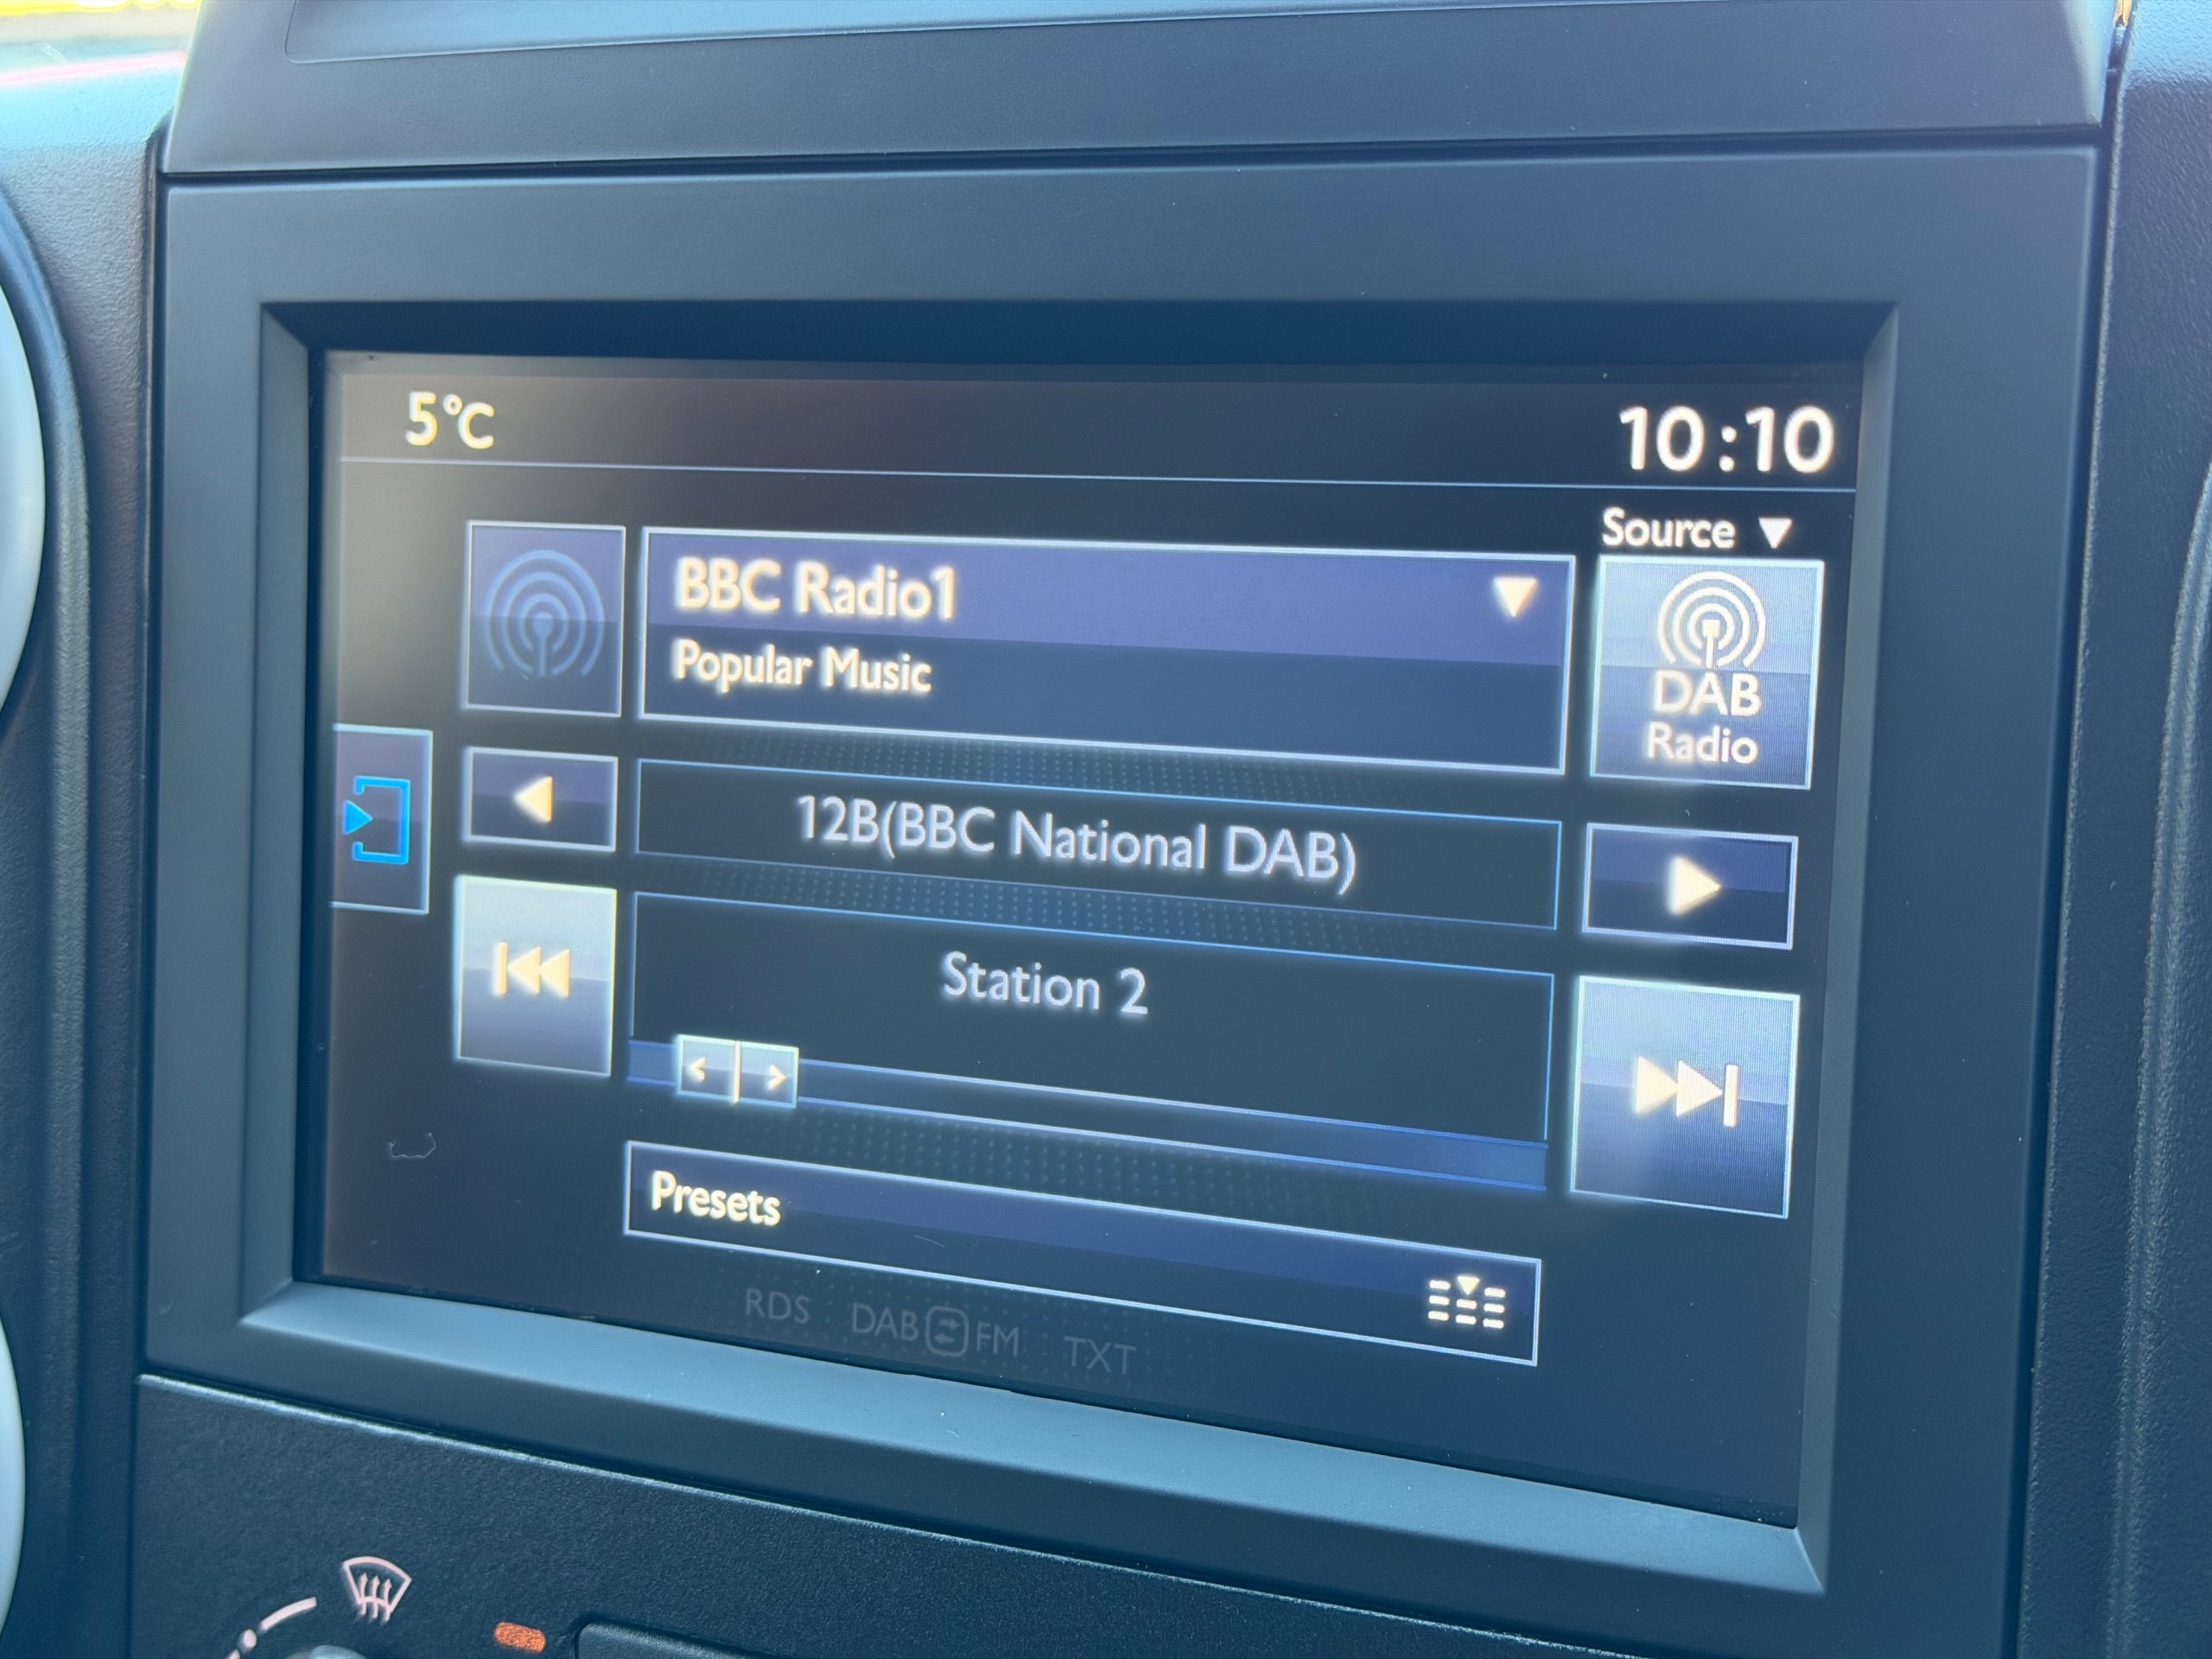 5°C
10:10
Source
BBC Radio1
Popular Music
DAB
Radio
12B(BBC National DAB)
Station 2
Presets
RDS DAB FM TXT